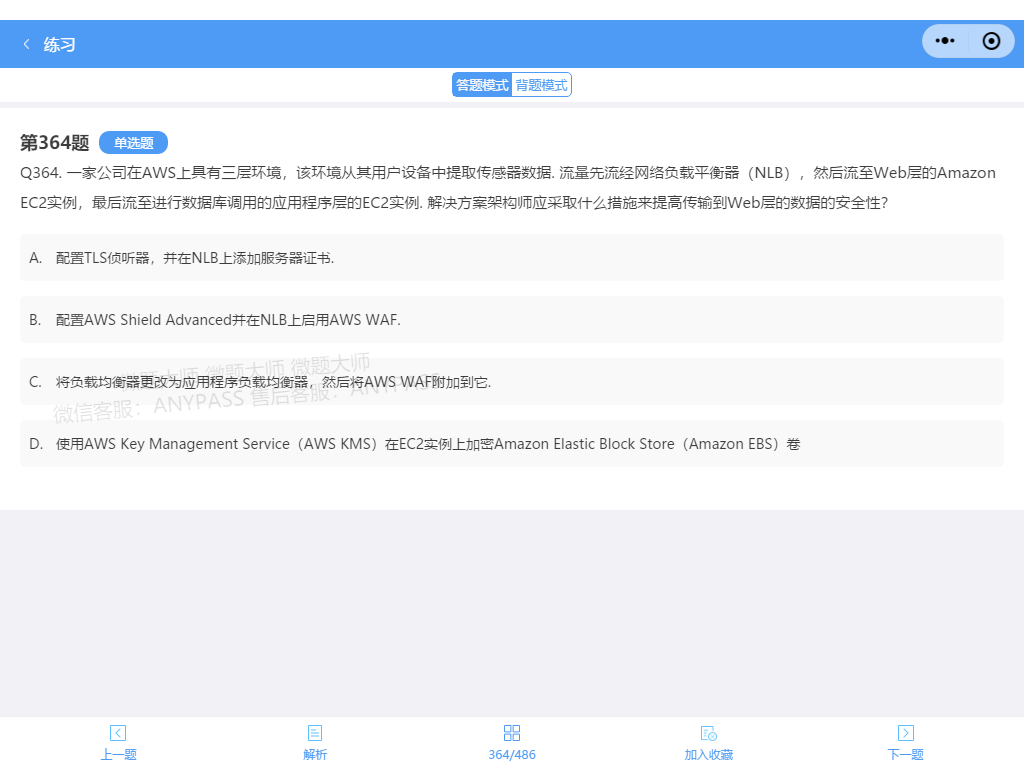 练习
答题模式 背题模式
第364题 单选题
Q364. 一家公司在AWS上具有三层环境，该环境从其用户设备中提取传感器数据. 流量先流经网络负载平衡器（NLB），然后流至Web层的Amazon
EC2实例，最后流至进行数据库调用的应用程序层的EC2实例. 解决方案架构师应采取什么措施来提高传输到Web层的数据的安全性？
A. 配置TLS侦听器，并在NLB上添加服务器证书.
B. 配置AWS Shield Advanced并在NLB上启用AWS WAF.
微题大师 微题大师 微题大师
C. 将负载均衡器更改为应用程序负载均衡器，然后将AWS WAF附加到它.
微信客服：ANYPASS 售后客服：ANYPASS
D. 使用AWS Key Management Service（AWS KMS）在EC2实例上加密Amazon Elastic Block Store（Amazon EBS）卷
上一题 解析 364/486 加入收藏 下一题